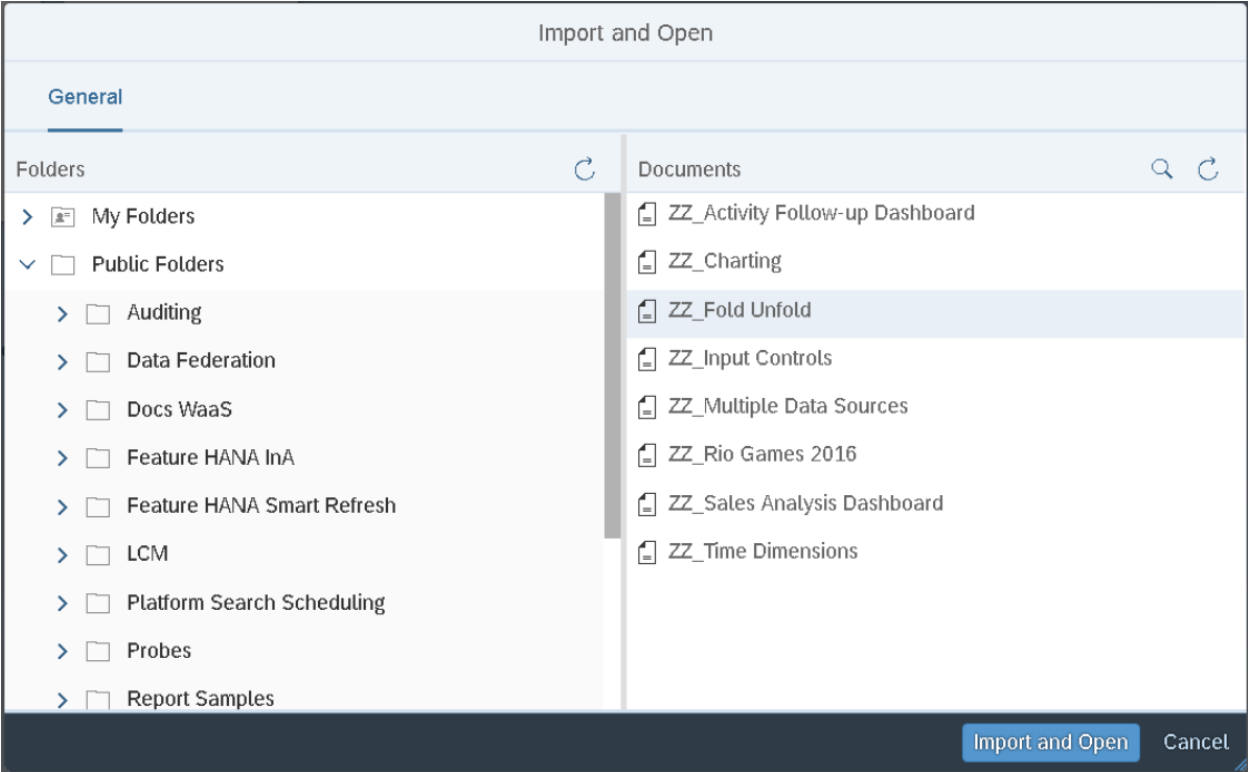 Import and Open
General
Folders
My Folders
Public Folders
Auditing
Data Federation
Docs WaaS
Feature HANA InA
Feature HANA Smart Refresh
LCM
Platform Search Scheduling
Probes
Report Samples
Documents
ZZ_Activity Follow-up Dashboard
ZZ_Charting
ZZ_Fold Unfold
ZZ_Input Controls
ZZ_Multiple Data Sources
ZZ_Rio Games 2016
ZZ_Sales Analysis Dashboard
ZZ_Time Dimensions
Import and Open
Cancel